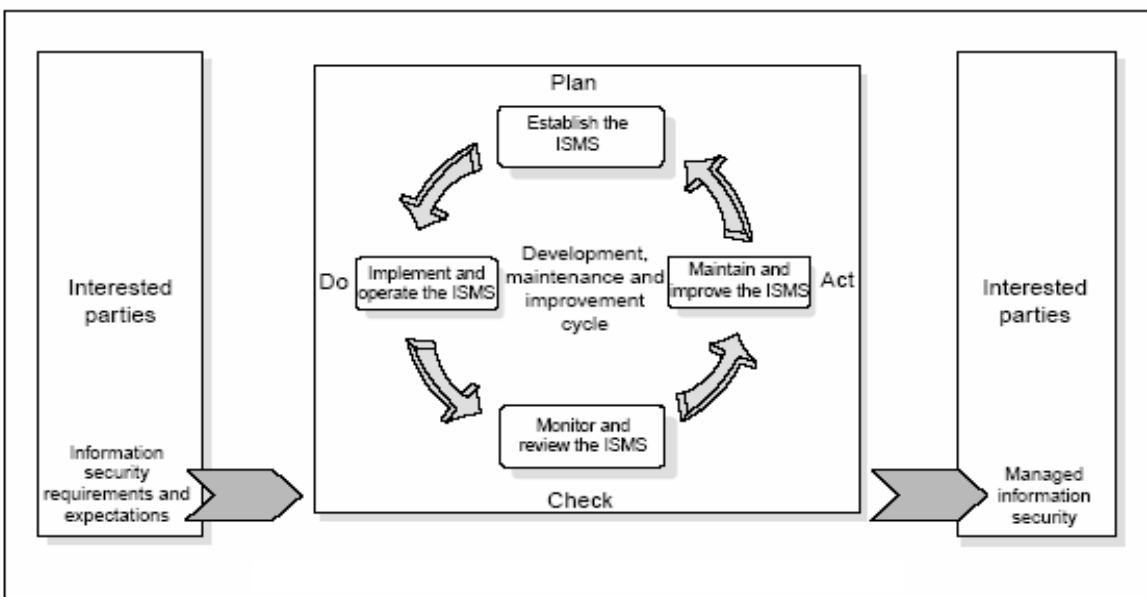 Interested
parties
Information
security
requirements and
expectations
Plan
Establish the
ISMS
Do
Implement and
operate the ISMS
Development,
maintenance and
improvement
cycle
Maintain and
improve the ISMS
Act
Monitor and
review the ISMS
Check
Interested
parties
Managed
information
security